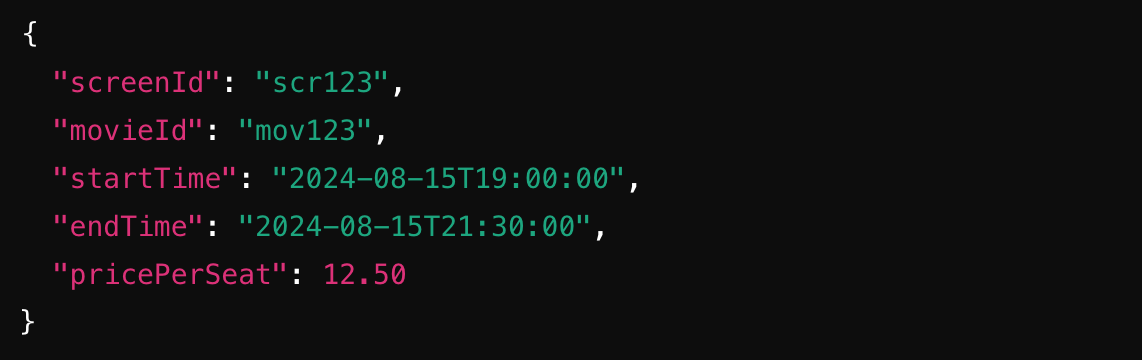 {
  "screenId": "scr123",
  "movieId": "mov123",
  "startTime": "2024-08-15T19:00:00",
  "endTime": "2024-08-15T21:30:00",
  "pricePerSeat": 12.50
}